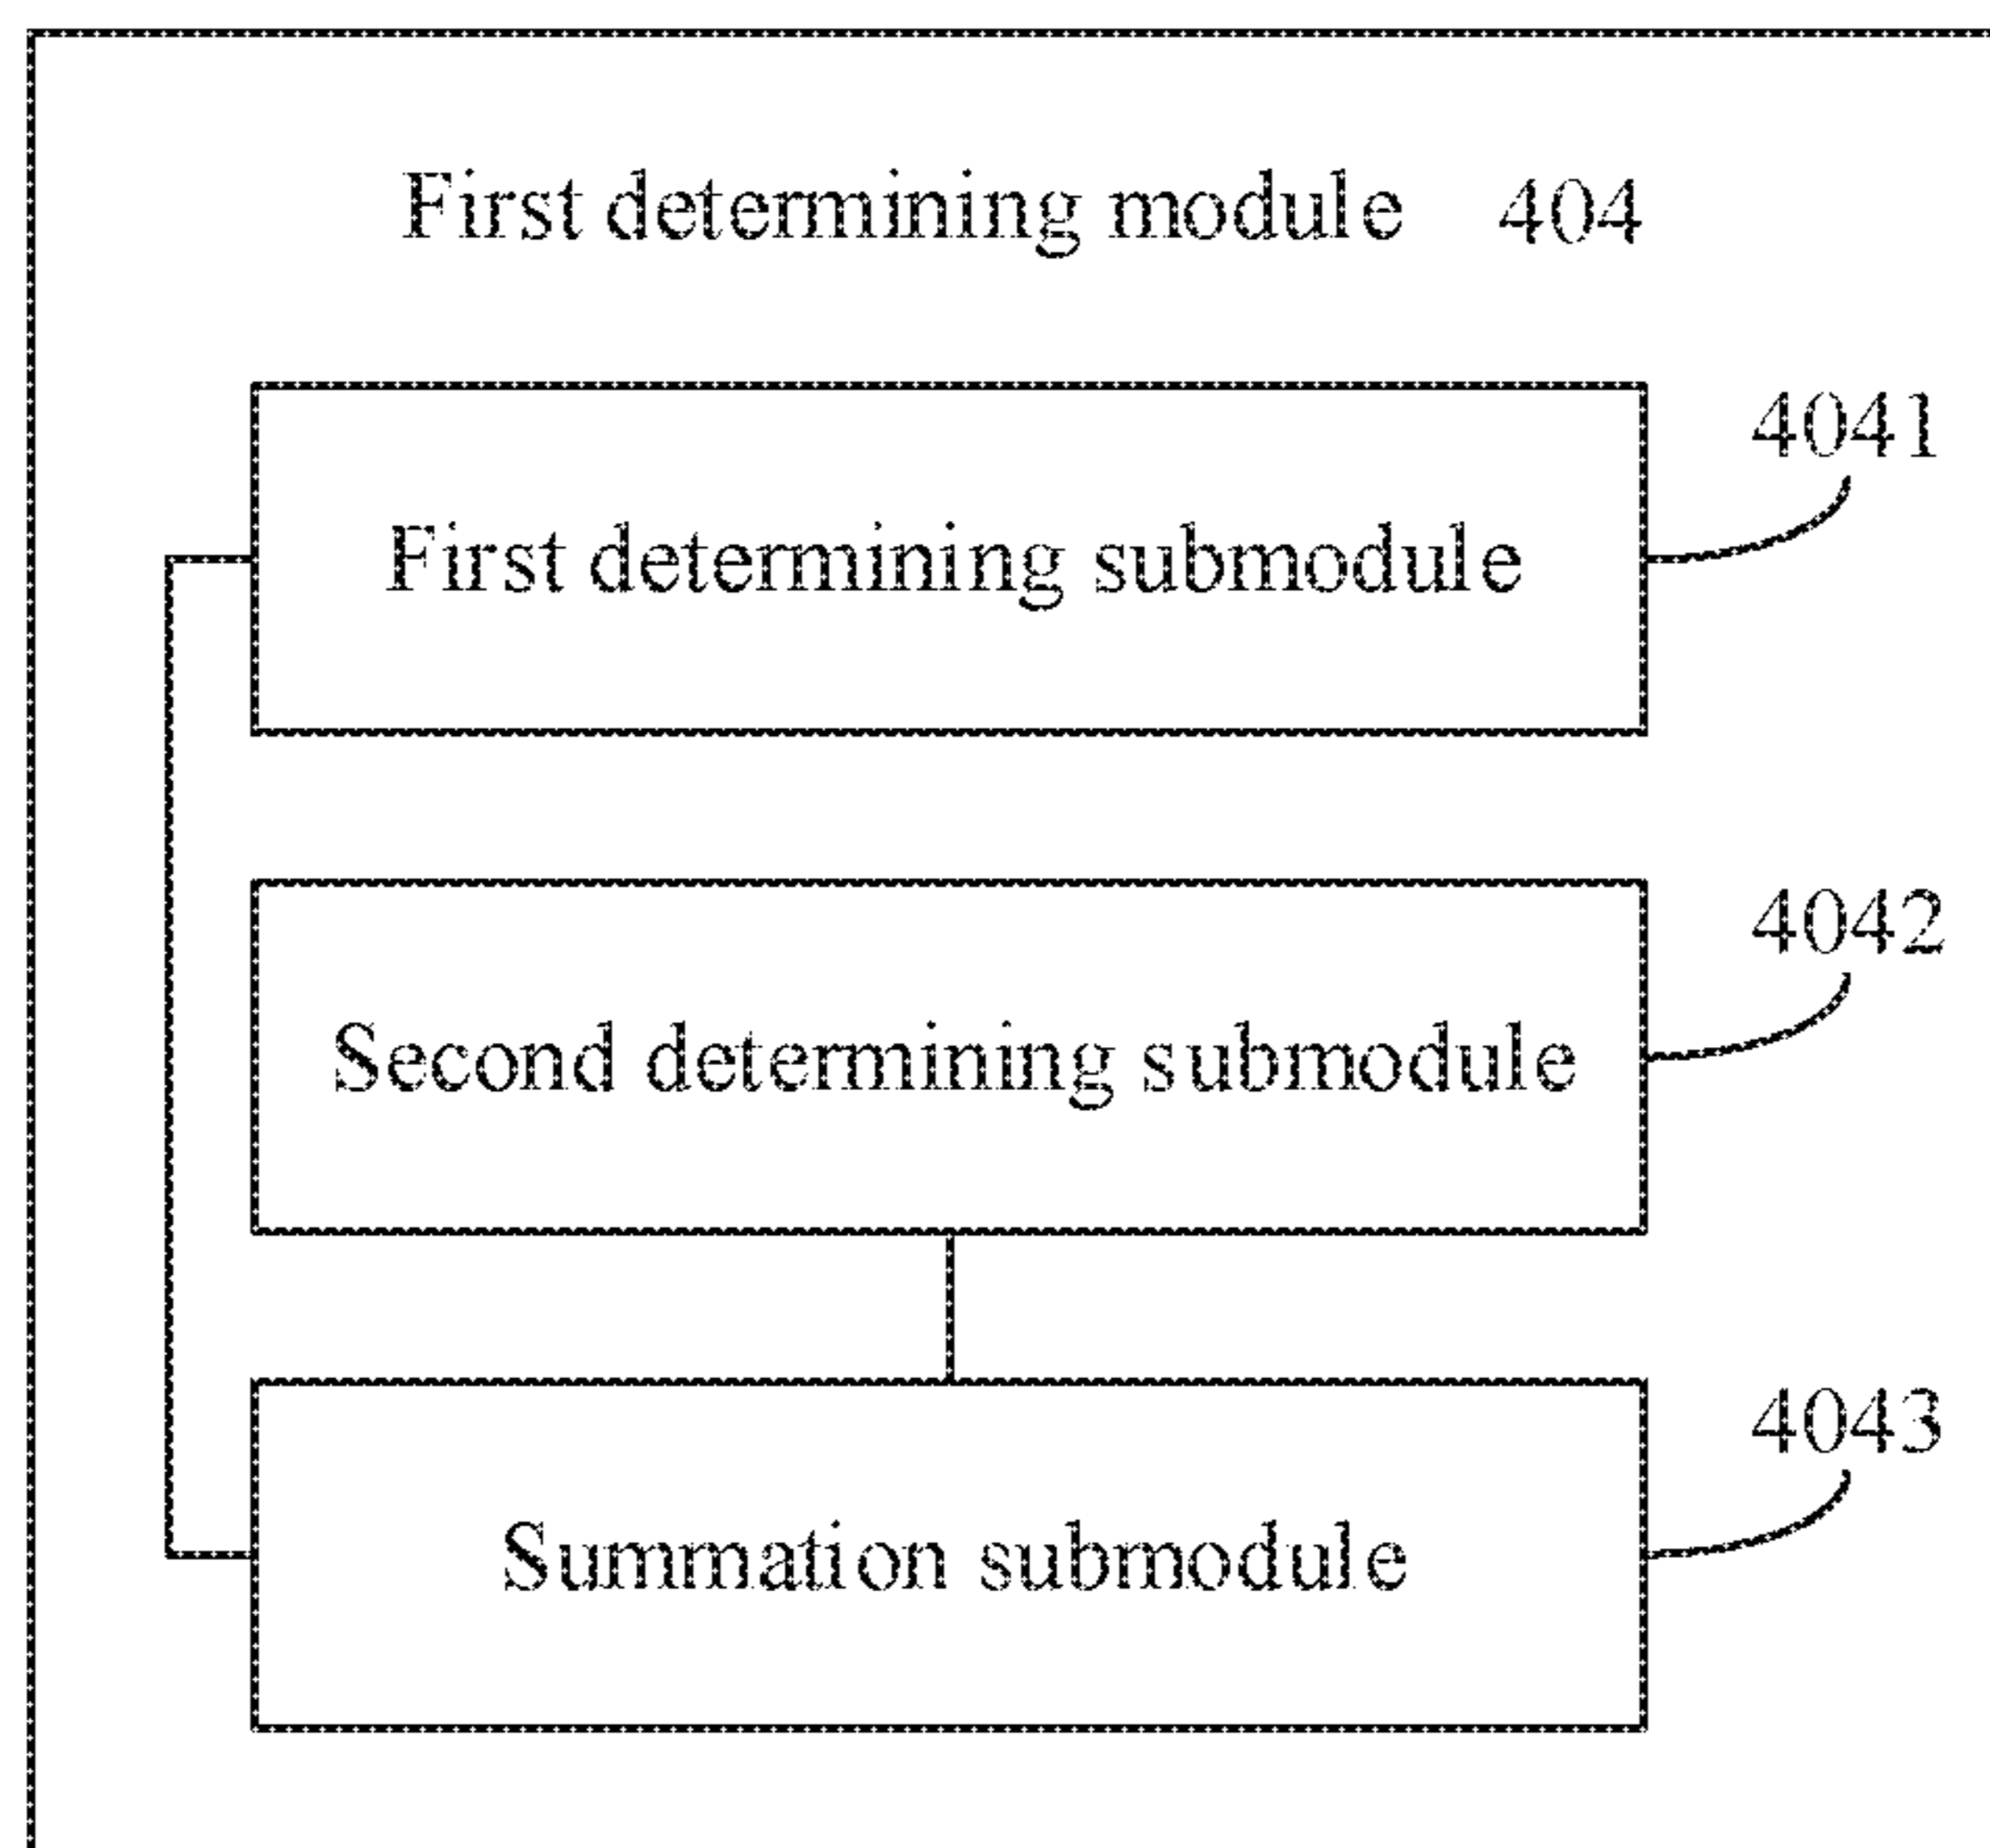 First determining module 404
4041
First determining submodule
4042
Second determining submodule
4043
Summation submodule